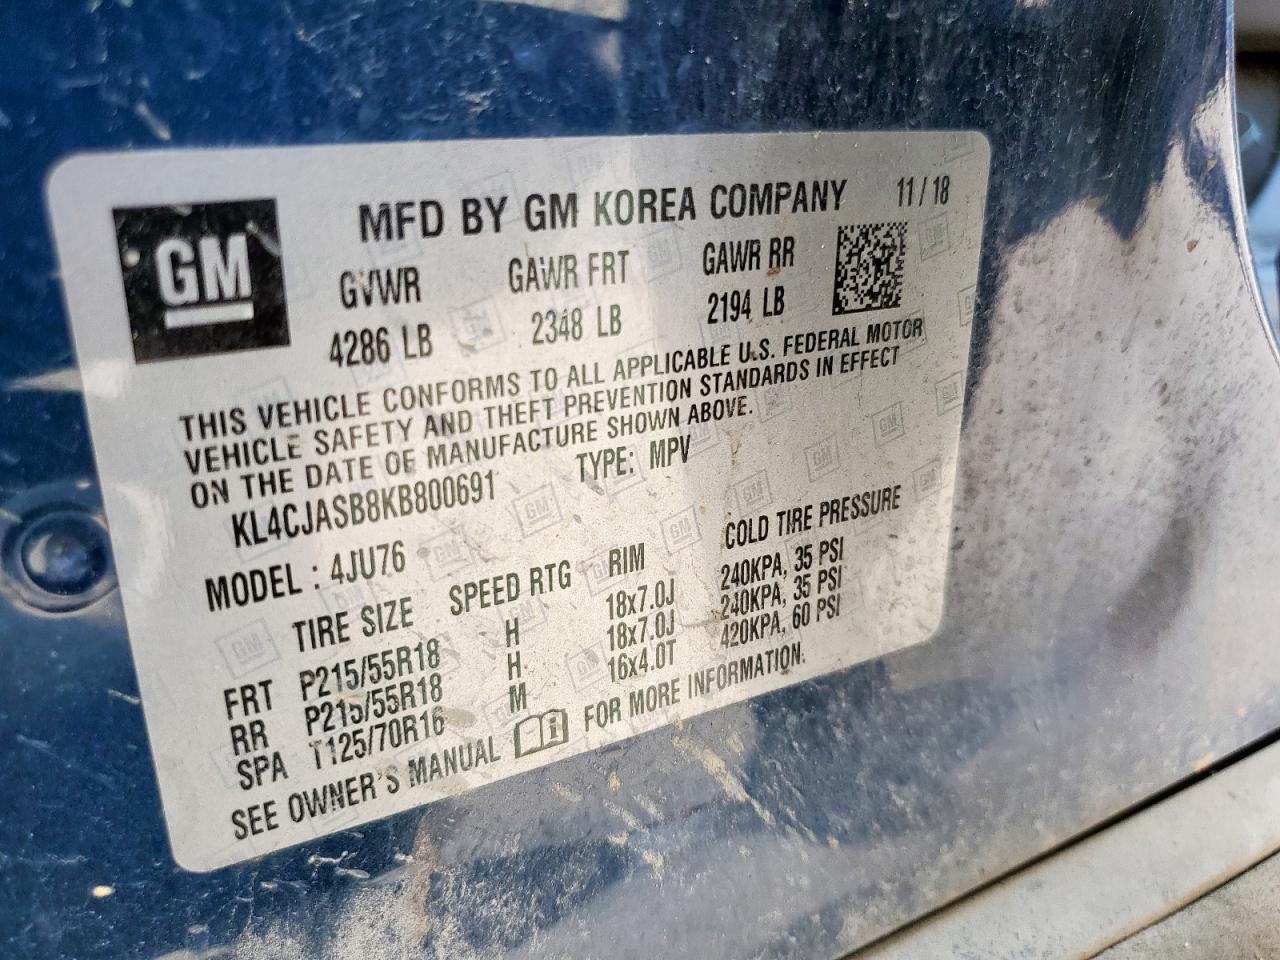 GM
MFD BY GM KOREA COMPANY 11/18
GVWR GAWR FRT GAWR RR
4286 LB 2348 LB 2194 LB
THIS VEHICLE CONFORMS TO ALL APPLICABLE U.S. FEDERAL MOTOR
VEHICLE SAFETY AND THEFT PREVENTION STANDARDS IN EFFECT
ON THE DATE OF MANUFACTURE SHOWN ABOVE.
KL4CJASB8KB800691 TYPE: MPV
MODEL : 4JU76
TIRE SIZE SPEED RTG RIM COLD TIRE PRESSURE
FRT P215/55R18 H 18x7.0J 240KPA, 35 PSI
RR P215/55R18 H 18x7.0J 240KPA, 35 PSI
SPA T125/70R16 M 16x4.0T 420KPA, 60 PSI
SEE OWNER'S MANUAL FOR MORE INFORMATION.